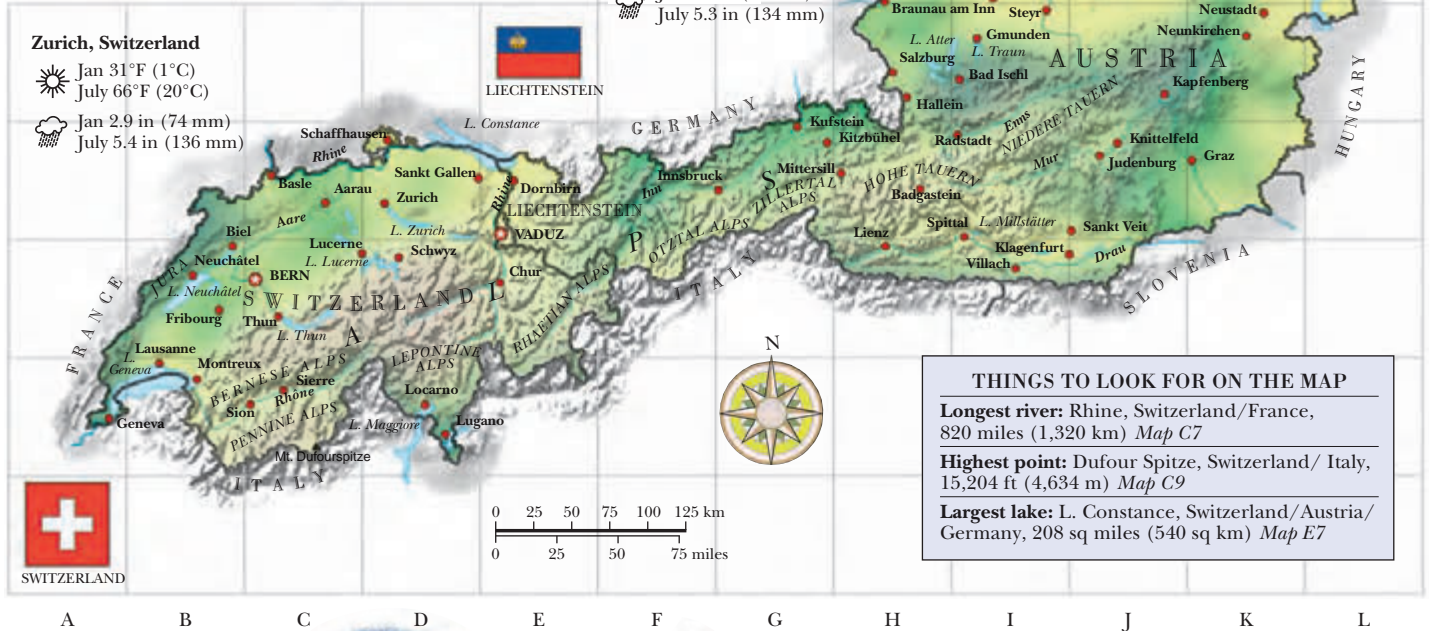 July 5.3 in (134 mm)
Zurich, Switzerland
Jan 31°F (1°C)
July 66°F (20°C)
Jan 2.9 in (74 mm)
July 5.4 in (136 mm)
LIECHTENSTEIN
Braunau am Inn
Steyr
Neustadt
Neunkirchen
L. Atter
Gmunden
L. Traun
Salzburg
AUSTRIA
Bad Ischl
Kapfenberg
Hallein
HUNGARY
GERMANY
L. Constance
Kufstein
Kitzbühel
Enns
NIEDERE TAUERN
Radstadt
Schaffhausen
Rhine
Knittelfeld
Judenburg
Graz
Mur
Mittersill
HOHE TAUERN
Badgastein
Sankt Gallen
Innsbruck
Inn
S
ZILLERTAL
ALPS
Basle
Aarau
Zurich
Rhine
Dornbirn
LIECHTENSTEIN
Aare
L. Zurich
VADUZ
P
OTZTAL ALPS
Lienz
Spittal
L. Millstätter
Sankt Veit
Klagenfurt
Villach
Drau
Biel
Lucerne
L. Lucerne
Schwyz
Neuchâtel
JURA
BERN
Chur
ITALY
SLOVENIA
L. Neuchâtel
SWITZERLAND
L
RHAETIAN ALPS
FRANCE
Fribourg
Thun
L. Thun
A
Lausanne
L.
Geneva
Montreux
BERNESE ALPS
LEPONTINE
ALPS
Sierre
Rhône
Locarno
Sion
PENNINE ALPS
Geneva
L. Maggiore
Lugano
Mt. Dufourspitze
ITALY
N
SWITZERLAND
0 25 50 75 100 125 km
0 25 50 75 miles
THINGS TO LOOK FOR ON THE MAP
Longest river: Rhine, Switzerland/France,
820 miles (1,320 km) Map C7
Highest point: Dufour Spitze, Switzerland/ Italy,
15,204 ft (4,634 m) Map C9
Largest lake: L. Constance, Switzerland/Austria/
Germany, 208 sq miles (540 sq km) Map E7
A B C D E F G H I J K L